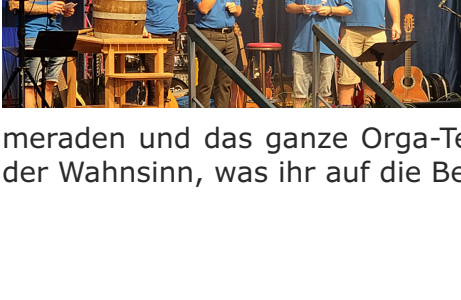 meraden und das ganze Orga-Te
der Wahnsinn, was ihr auf die Be